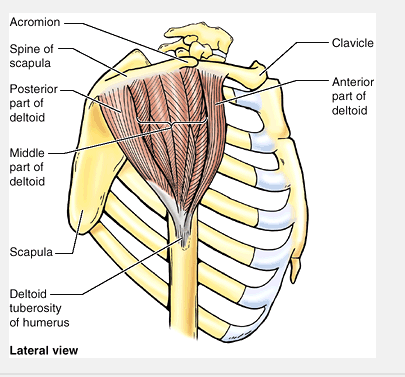 Acromion
Spine of
scapula
Posterior
part of
deltoid
Middle
part of
deltoid
Scapula
Deltoid
tuberosity
of humerus
Lateral view
Clavicle
Anterior
part of
deltoid